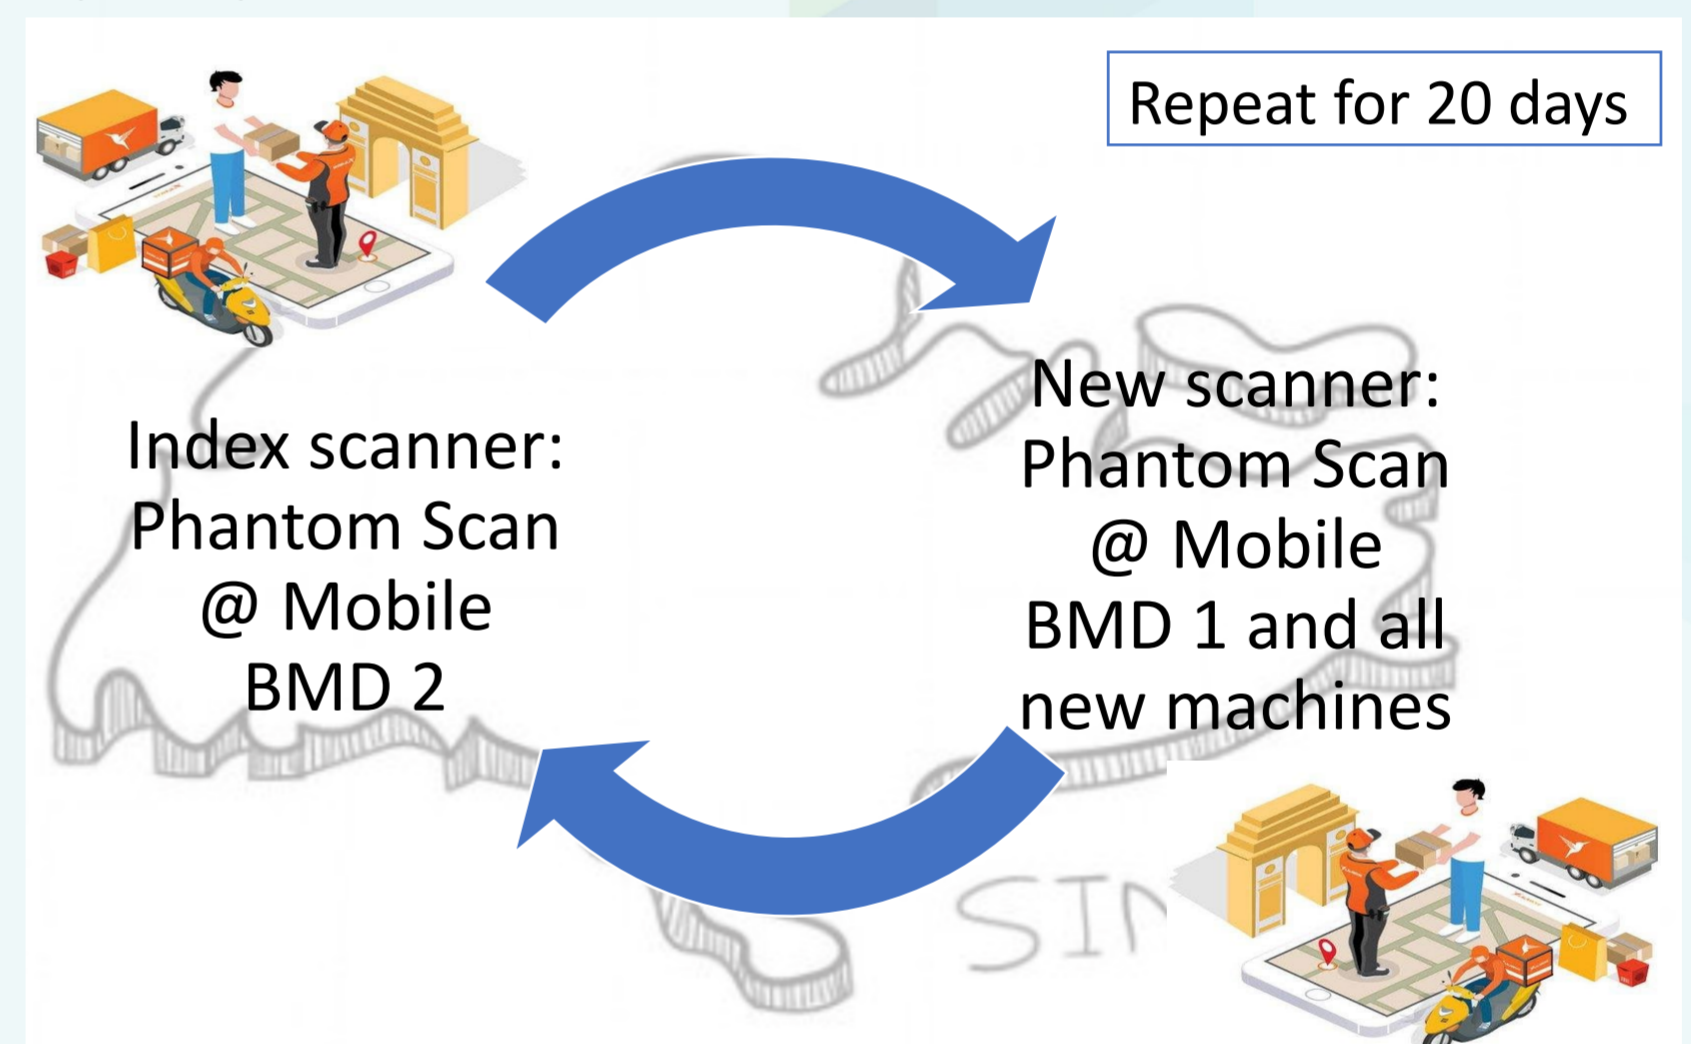 Repeat for 20 days
Index scanner:
Phantom Scan
@ Mobile
BMD 2
New scanner:
Phantom Scan
@ Mobile
BMD 1 and all
new machines